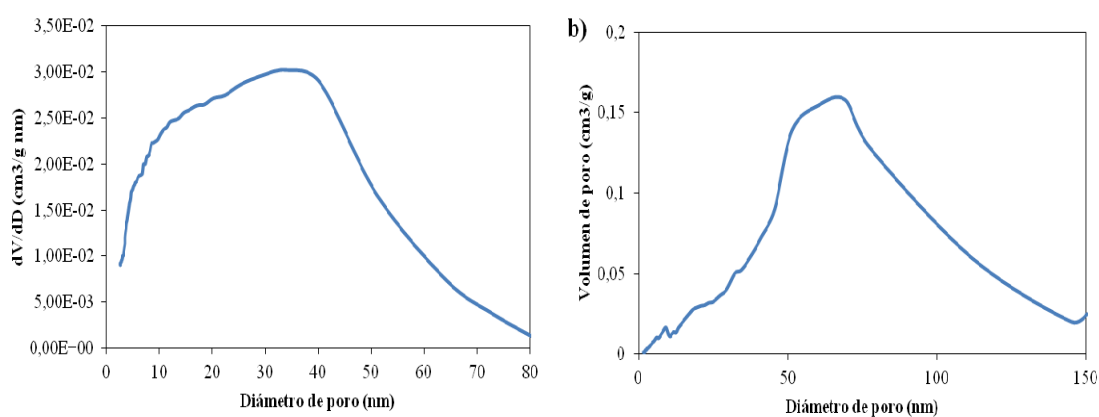 3,50E-02
3,00E-02
2,50E-02
2,00E-02
1,50E-02
1,00E-02
5,00E-03
0,00E+00
dV/dD (cm3/g nm)
0 10 20 30 40 50 60 70 80
Diámetro de poro (nm)
b)
0,2
0,15
0,1
0,05
0
Volumen de poro (cm3/g)
0 50 100 150
Diámetro de poro (nm)